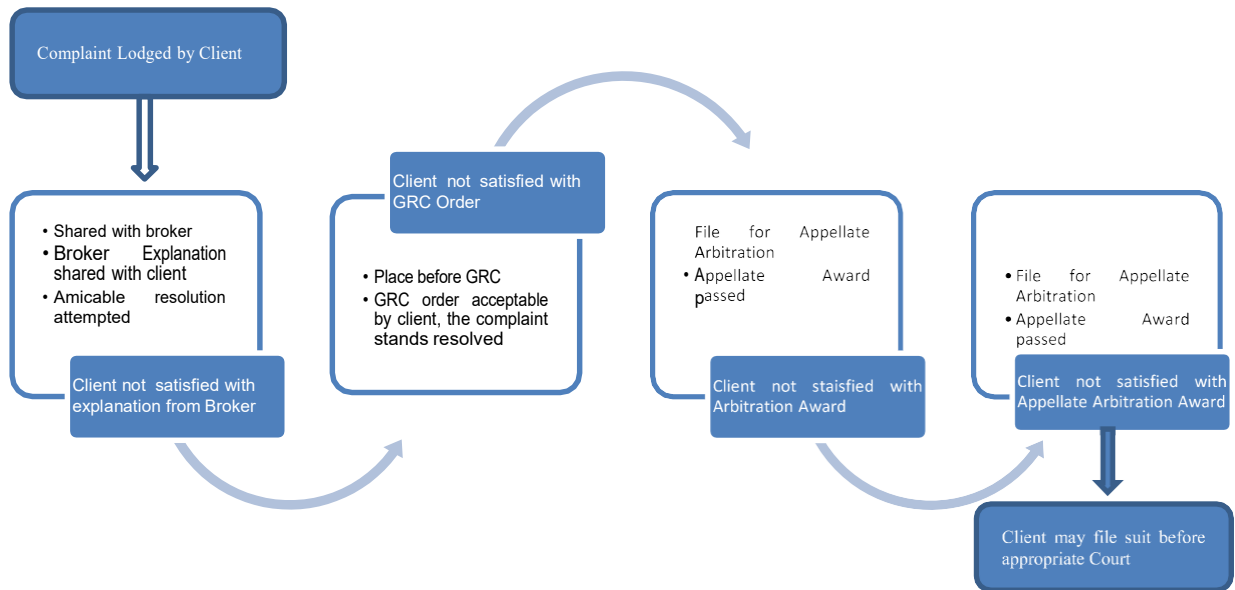 Complaint Lodged by Client
• Shared with broker
• Broker Explanation
shared with client
• Amicable resolution
attempted
Client not satisfied with
explanation from Broker
Client not satisfied with
GRC Order
• Place before GRC
• GRC order acceptable
by client, the complaint
stands resolved
File for Appellate
Arbitration
• Appellate Award
passed
Client not staisfied with
Arbitration Award
• File for Appellate
Arbitration
• Appellate Award
passed
Client not satisfied with
Appellate Arbitration Award
Client may file suit before
appropriate Court